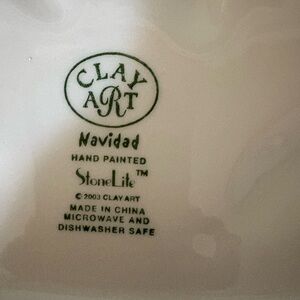 CLAY
ART
Navidad
HAND PAINTED
StoneLite™
© 2003 CLAY ART
MADE IN CHINA
MICROWAVE AND
DISHWASHER SAFE